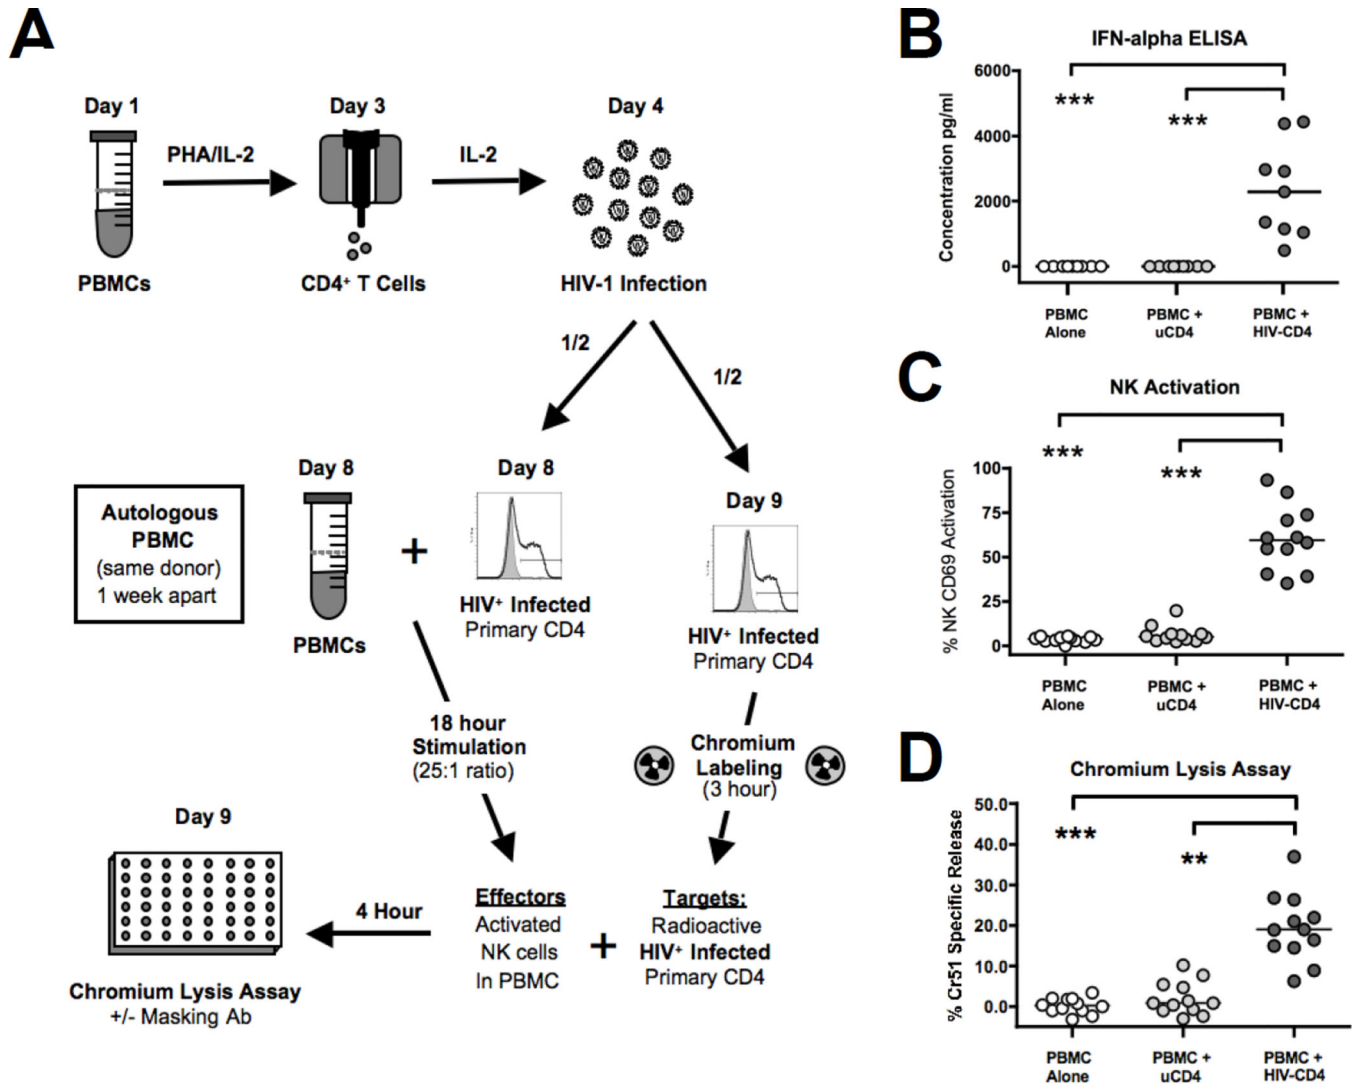 A
Day 1
Day 3
Day 4
PHA/IL-2
IL-2
PBMCs
CD4⁺ T Cells
HIV-1 Infection
1/2
1/2
Day 8
Day 8
Day 9
Autologous
PBMC
(same donor)
1 week apart
+
PBMCs
HIV⁺ Infected
Primary CD4
HIV⁺ Infected
Primary CD4
18 hour
Stimulation
(25:1 ratio)
Chromium
Labeling
(3 hour)
Day 9
4 Hour
Effectors
Activated
NK cells
In PBMC
+
Targets:
Radioactive
HIV⁺ Infected
Primary CD4
Chromium Lysis Assay
+/- Masking Ab
B
IFN-alpha ELISA
Concentration pg/ml
6000
4000
2000
0
***
***
PBMC
Alone
PBMC +
uCD4
PBMC +
HIV-CD4
C
NK Activation
% NK CD69 Activation
100
75
50
25
0
***
***
PBMC
Alone
PBMC +
uCD4
PBMC +
HIV-CD4
D
Chromium Lysis Assay
% Cr51 Specific Release
50.0
40.0
30.0
20.0
10.0
0.0
***
**
PBMC
Alone
PBMC +
uCD4
PBMC +
HIV-CD4